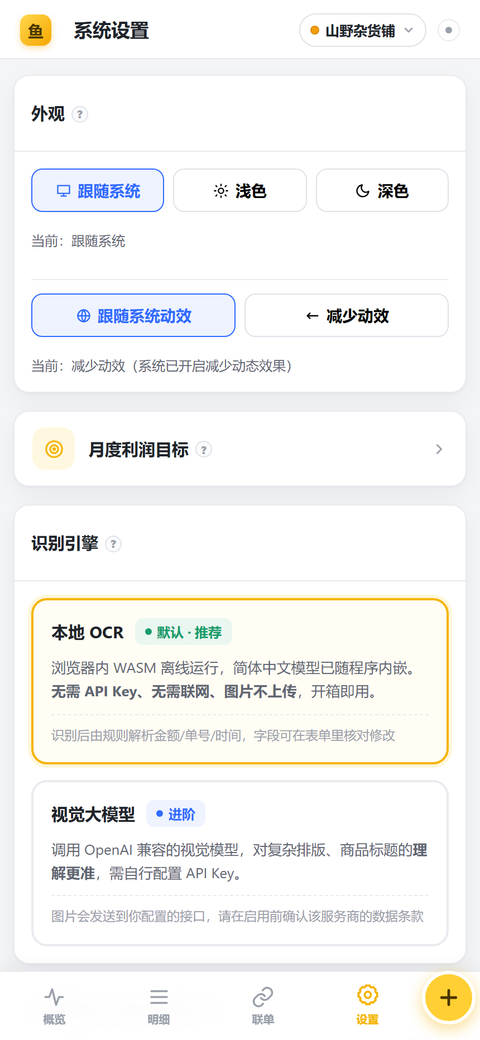 鱼 系统设置 山野杂货铺
外观 ?
跟随系统 浅色 深色
当前：跟随系统
跟随系统动效 ← 减少动效
当前：减少动效（系统已开启减少动态效果）
月度利润目标 ?
识别引擎 ?
本地 OCR 默认 · 推荐
浏览器内 WASM 离线运行，简体中文模型已随程序内嵌。
无需 API Key、无需联网、图片不上传，开箱即用。
识别后由规则解析金额/单号/时间，字段可在表单里核对修改
视觉大模型 进阶
调用 OpenAI 兼容的视觉模型，对复杂排版、商品标题的理
解更准，需自行配置 API Key。
图片会发送到你配置的接口，请在启用前确认该服务商的数据条款
概览 明细 联单 设置 +